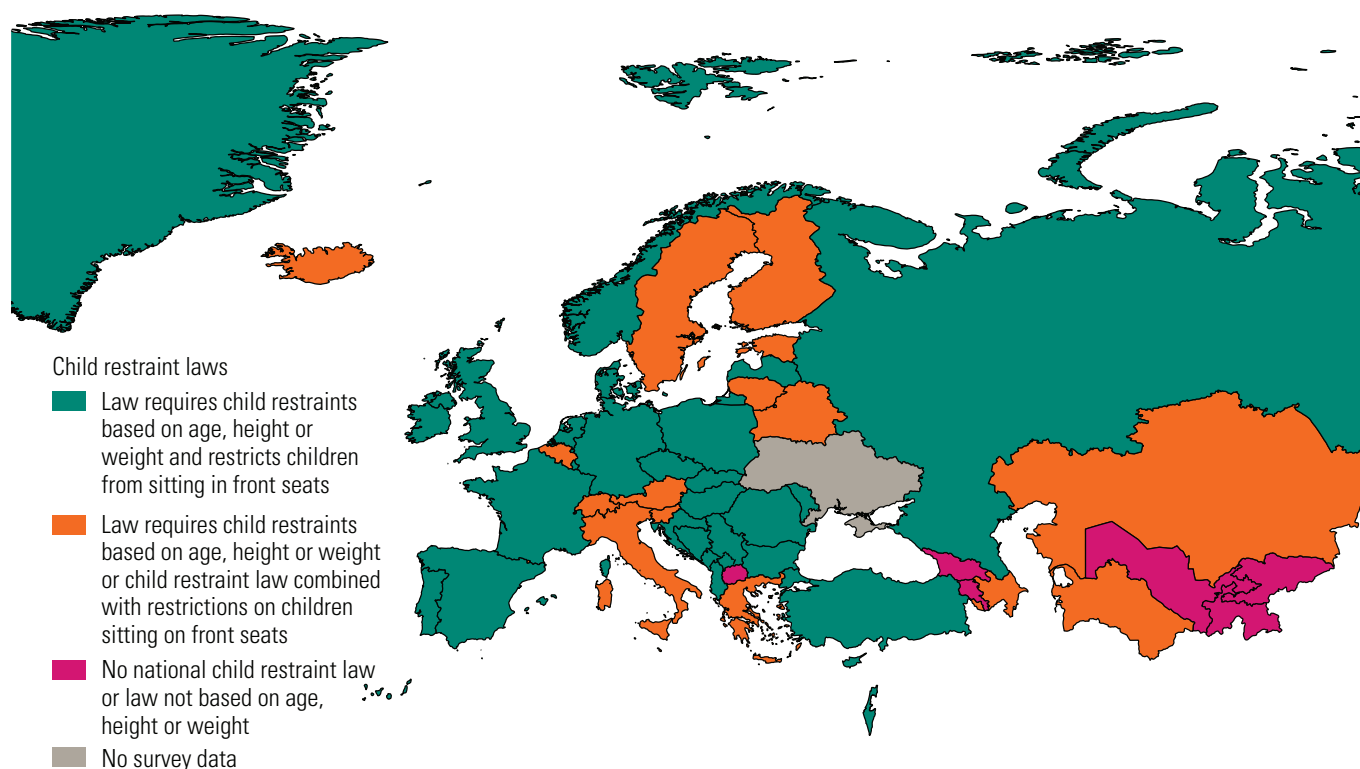 Child restraint laws
Law requires child restraints
based on age, height or
weight and restricts children
from sitting in front seats
Law requires child restraints
based on age, height or weight
or child restraint law combined
with restrictions on children
sitting on front seats
No national child restraint law
or law not based on age,
height or weight
No survey data